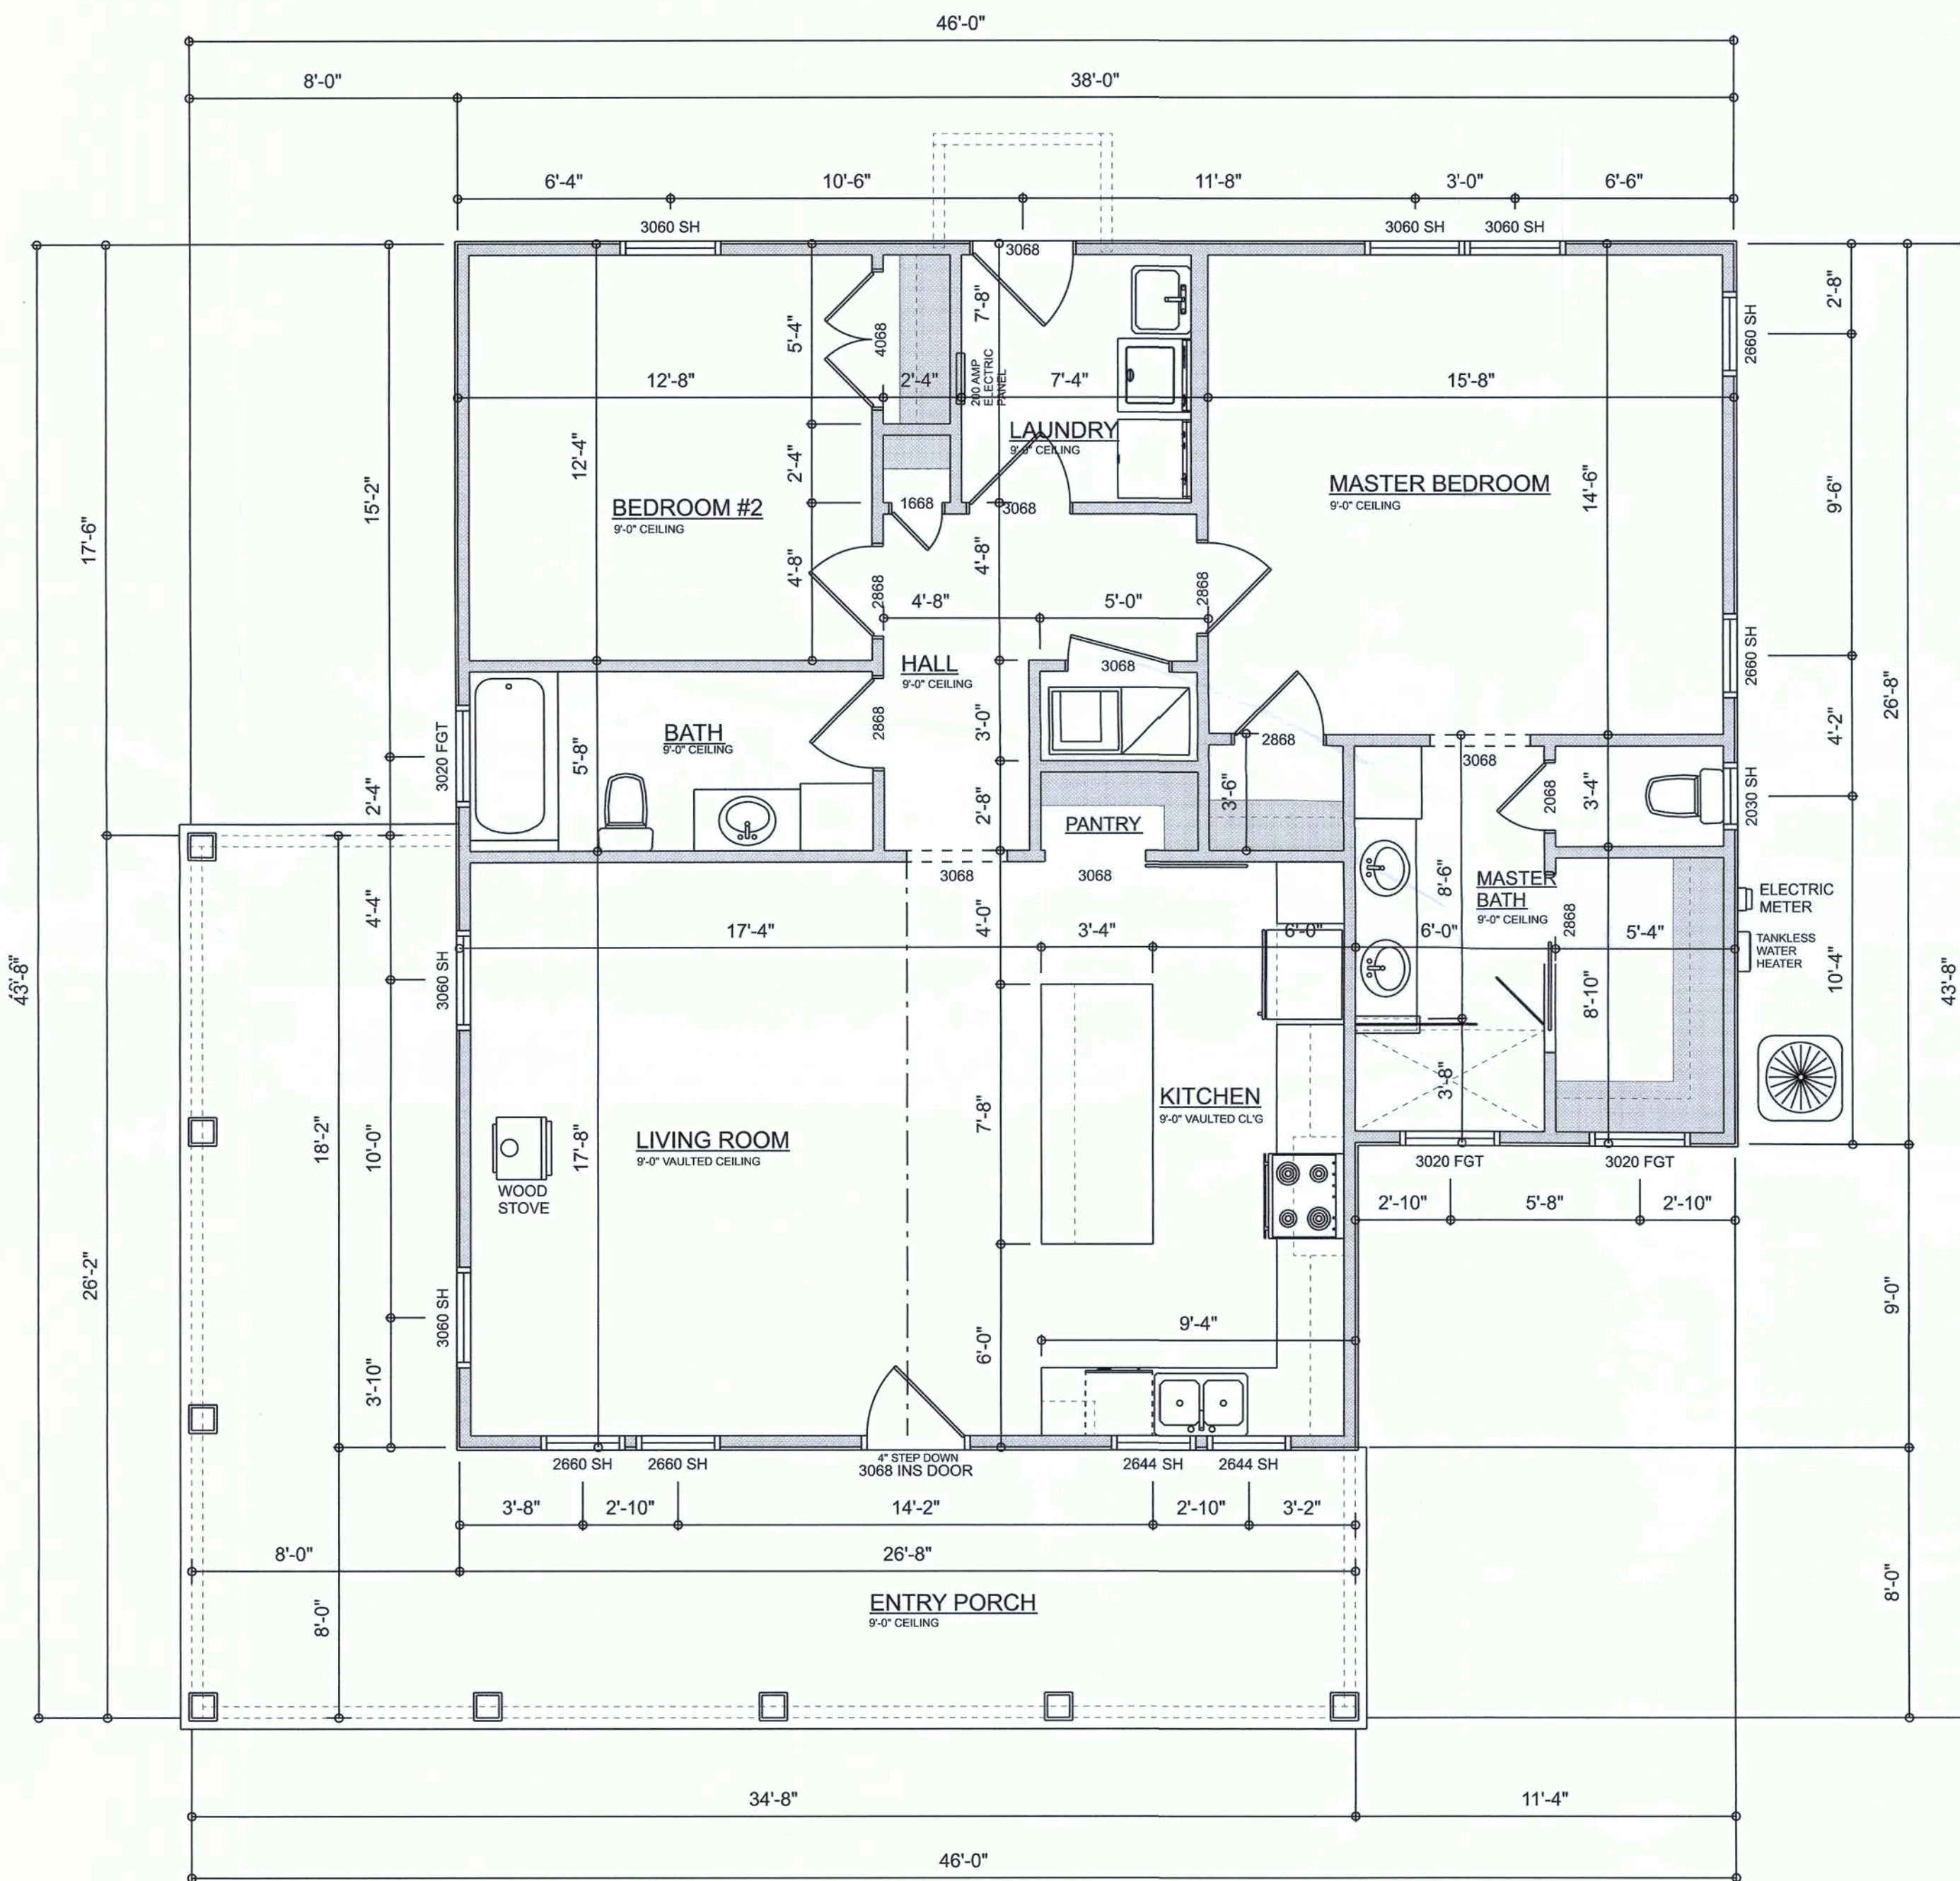 46'-0"
8'-0"
38'-0"
6'-4"
10'-6"
11'-8"
3'-0"
6'-6"
3060 SH
3060 SH
3060 SH
3068
7'-8"
2'-8"
2660 SH
5'-4"
4068
200 AMP
ELECTRIC
PANEL
12'-8"
2'-4"
7'-4"
15'-8"
LAUNDRY
9'-0" CEILING
12'-4"
2'-4"
MASTER BEDROOM
9'-0" CEILING
14'-6"
9'-6"
15'-2"
17'-6"
BEDROOM #2
9'-0" CEILING
1668
3068
4'-8"
4'-8"
2868
2868
4'-8"
5'-0"
HALL
9'-0" CEILING
3068
2660 SH
26'-8"
BATH
9'-0" CEILING
2868
3'-0"
2868
3068
4'-2"
3020 FGT
5'-8"
2'-4"
2'-8"
PANTRY
3'-6"
2068
3'-4"
2030 SH
3068
3068
8'-6"
MASTER
BATH
9'-0" CEILING
ELECTRIC
METER
4'-4"
4'-0"
2868
17'-4"
3'-4"
6'-0"
6'-0"
5'-4"
TANKLESS
WATER
HEATER
10'-4"
3060 SH
43'-8"
8'-10"
43'-8"
3'-8"
KITCHEN
9'-0" VAULTED CL'G
7'-8"
LIVING ROOM
9'-0" VAULTED CEILING
18'-2"
10'-0"
17'-8"
WOOD
STOVE
3020 FGT
3020 FGT
2'-10"
5'-8"
2'-10"
26'-2"
9'-0"
3060 SH
9'-4"
6'-0"
3'-10"
2660 SH
2660 SH
4" STEP DOWN
3068 INS DOOR
2644 SH
2644 SH
3'-8"
2'-10"
14'-2"
2'-10"
3'-2"
8'-0"
26'-8"
8'-0"
ENTRY PORCH
9'-0" CEILING
8'-0"
34'-8"
11'-4"
46'-0"